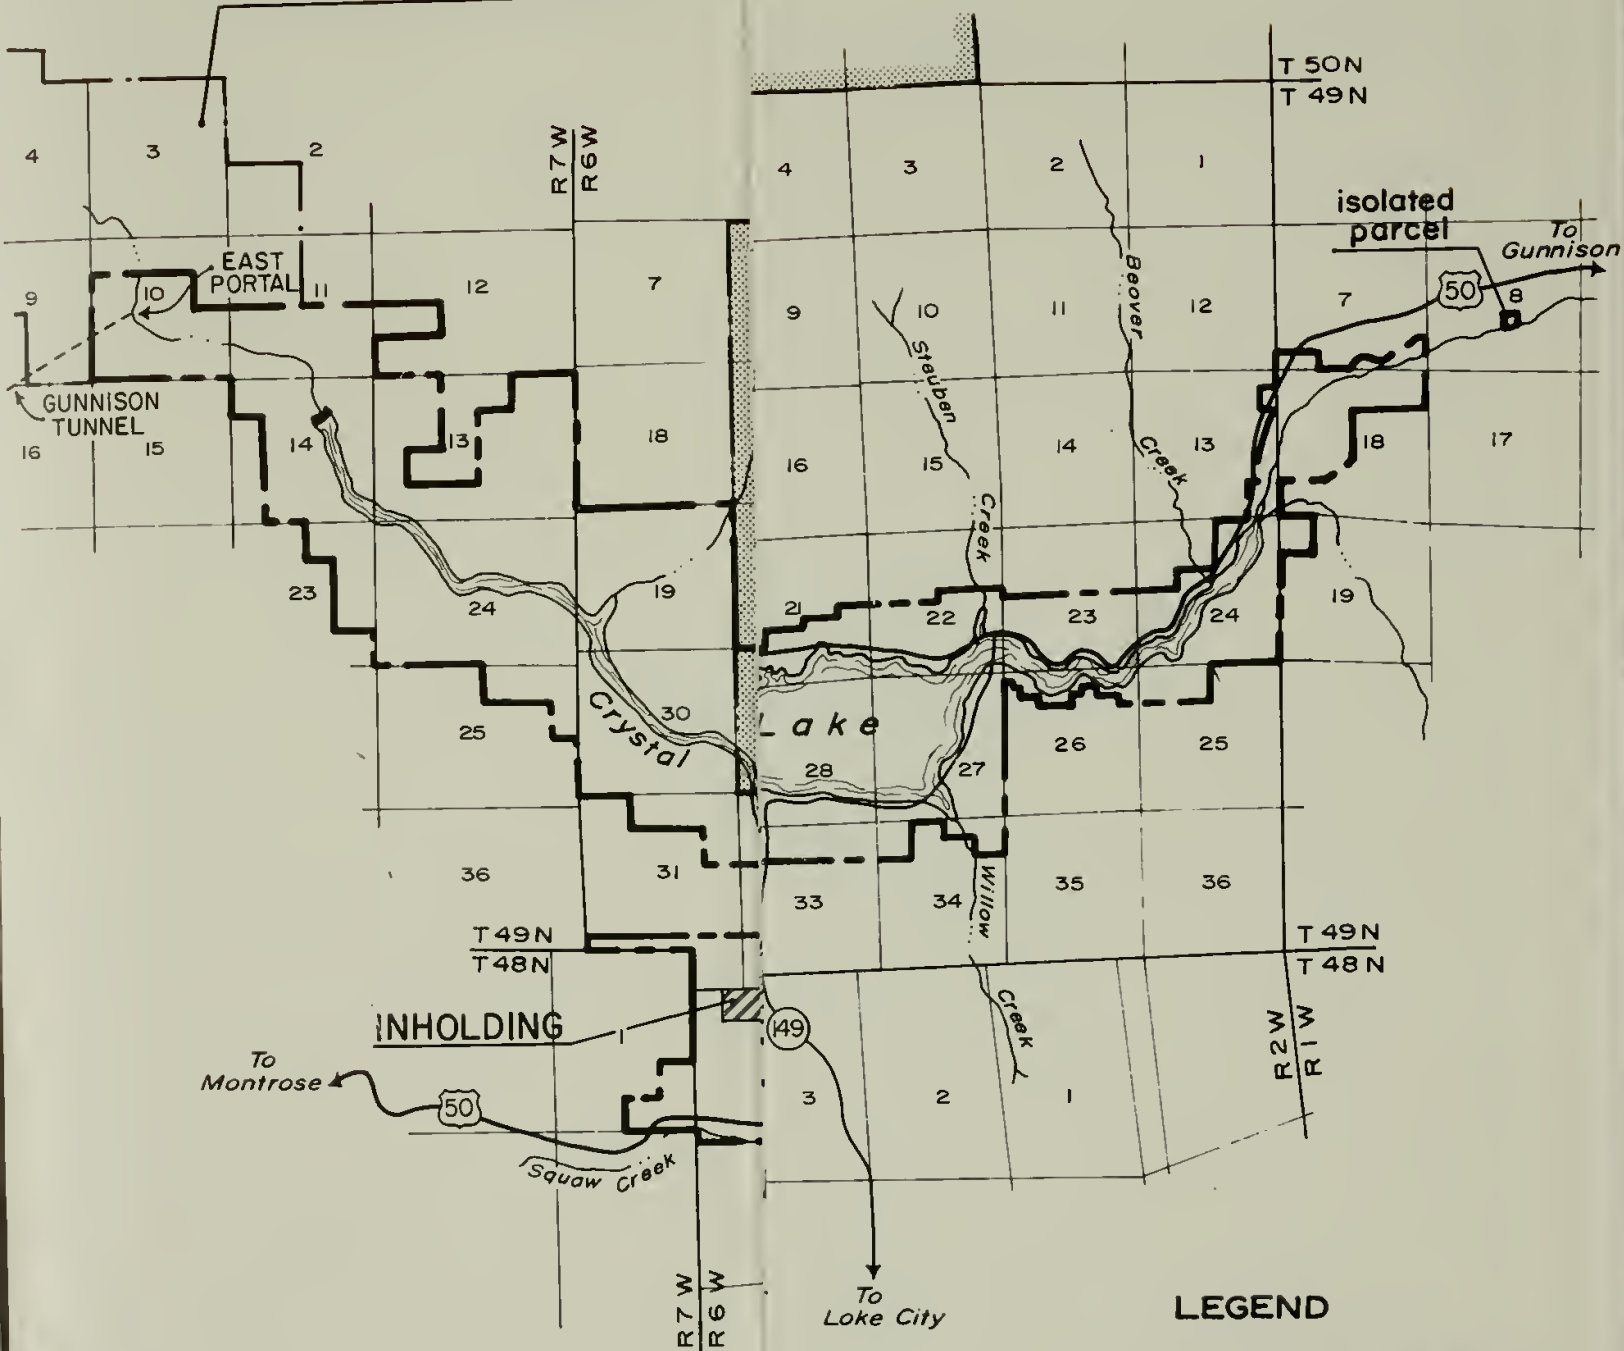 T 50N
T 49N
4
3
2
R7W
R6W
4
3
2
1
isolated
parcel
To
Gunnison
50
EAST
PORTAL
9
10
11
12
7
9
10
11
12
7
8
Steuben
Creek
Beover
Creek
GUNNISON
TUNNEL
16
15
14
13
18
16
15
14
13
18
17
23
24
19
21
22
23
24
19
Crystal
30
Lake
25
28
27
26
25
36
31
33
34
35
36
Willow
Creek
T 49N
T 48N
T 49N
T 48N
INHOLDING
1
149
R2W
R1W
To
Montrose
50
3
2
1
Squaw Creek
R7W
R6W
To
Loke City
LEGEND